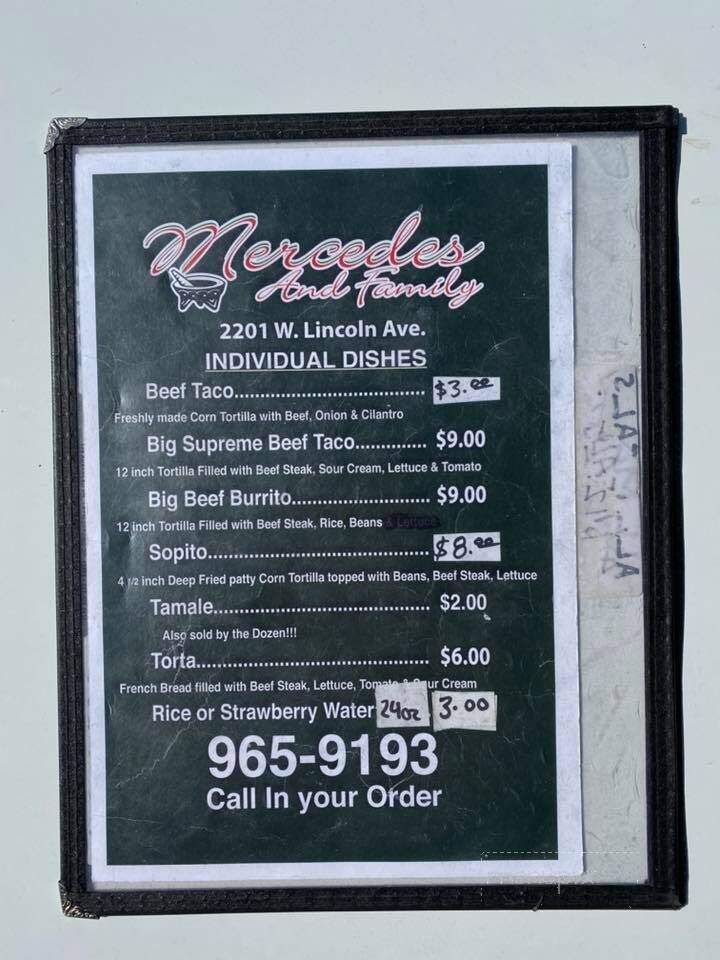 Mercedes
And Family
2201 W. Lincoln Ave.
INDIVIDUAL DISHES
Beef Taco.................................... $3.00
Freshly made Corn Tortilla with Beef, Onion & Cilantro
Big Supreme Beef Taco............. $9.00
12 inch Tortilla Filled with Beef Steak, Sour Cream, Lettuce & Tomato
Big Beef Burrito.......................... $9.00
12 inch Tortilla Filled with Beef Steak, Rice, Beans & Lettuce
Sopito......................................... $8.00
4 1/2 inch Deep Fried patty Corn Tortilla topped with Beans, Beef Steak, Lettuce
Tamale........................................ $2.00
Also sold by the Dozen!!!
Torta........................................... $6.00
French Bread filled with Beef Steak, Lettuce, Tomato & Sour Cream
Rice or Strawberry Water 24oz 3.00
965-9193
Call In your Order